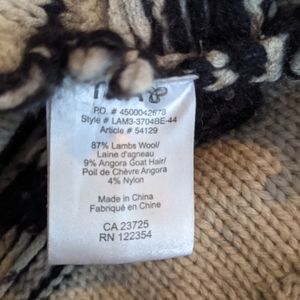 P.O. # 4500042678
Style # LAM3-3704BE-44
Article # 54129
87% Lambs Wool/
Laine d'agneau
9% Angora Goat Hair/
Poil de Chèvre Angora
4% Nylon
Made in China
Fabriqué en Chine
CA 23725
RN 122354